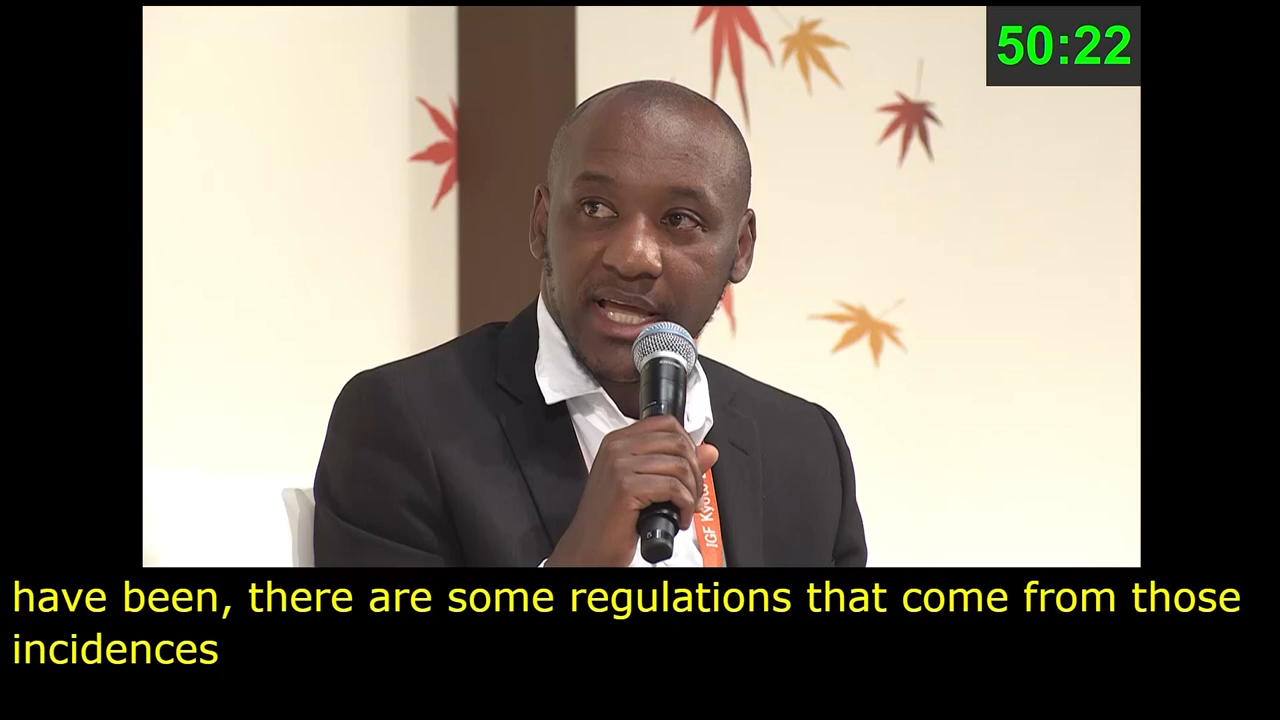 50:22
IGF Kyoto
have been, there are some regulations that come from those
incidences